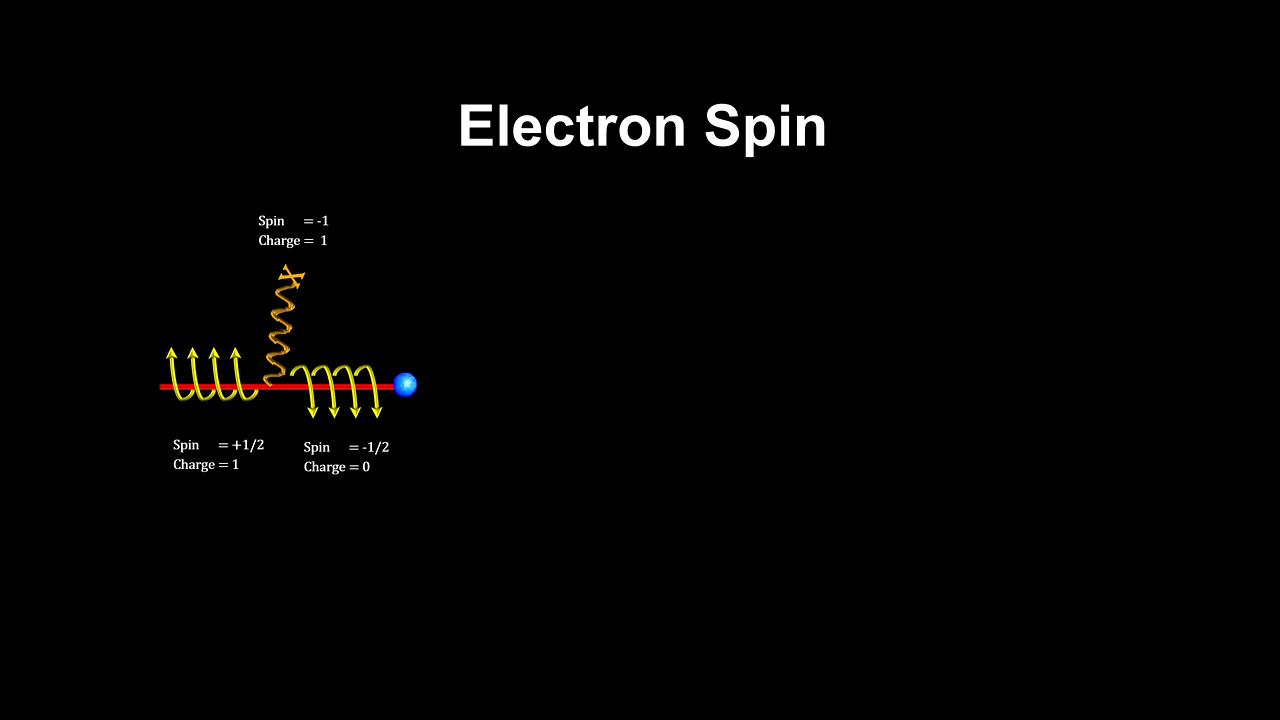 Electron Spin
Spin = -1
Charge = 1
X
Spin = +1/2
Charge = 1
Spin = -1/2
Charge = 0